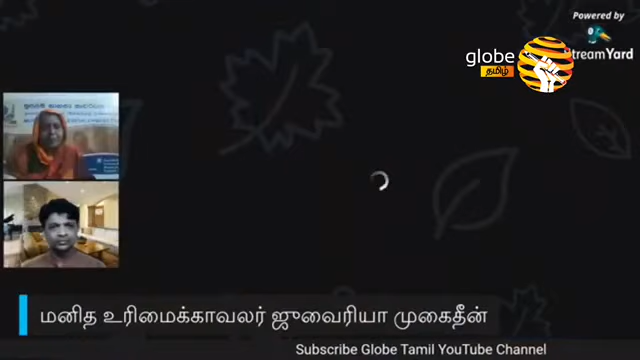 Powered by
StreamYard
globe
தமிழ்
மனித உரிமைக்காவலர் ஜுவைரியா முகைதீன்
Subscribe Globe Tamil YouTube Channel